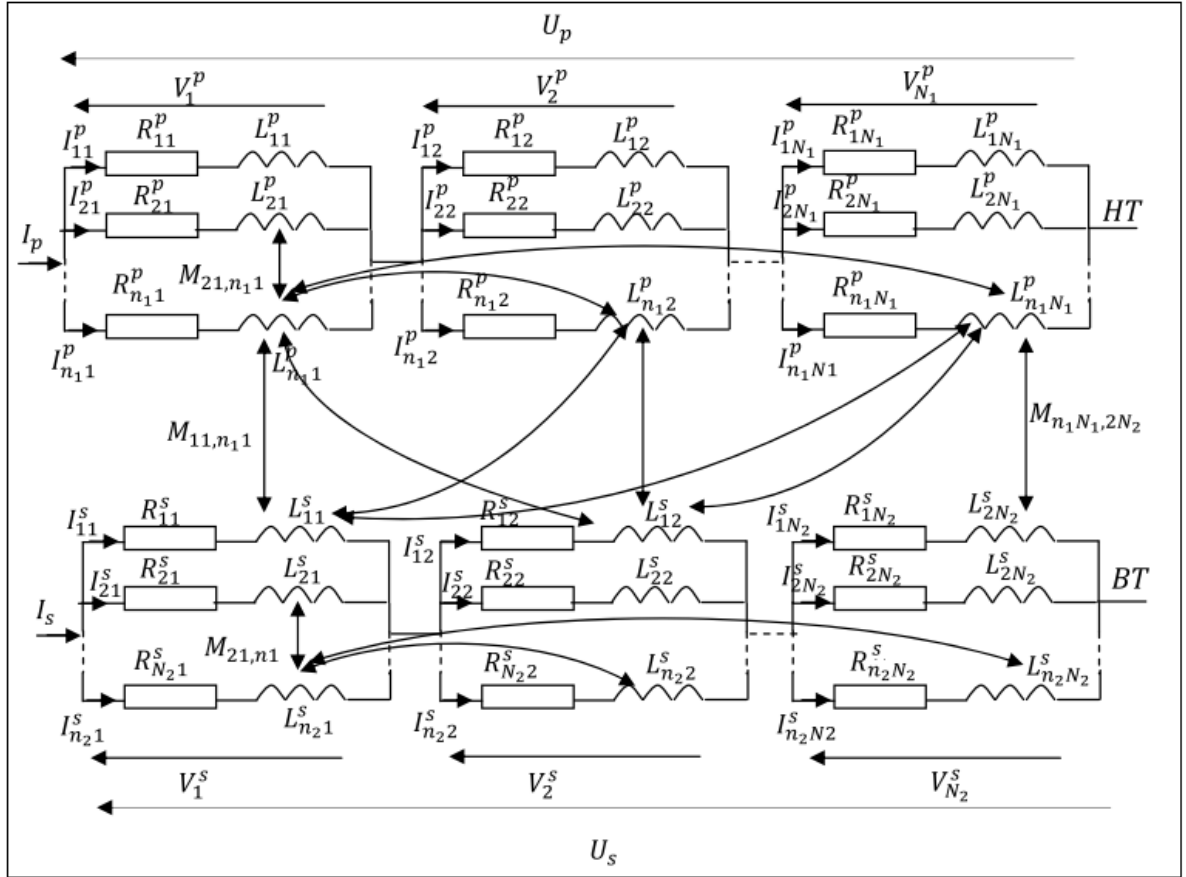 U_p
V_1^p V_2^p V_{N_1}^p
I_{11}^p R_{11}^p L_{11}^p I_{12}^p R_{12}^p L_{12}^p I_{1N_1}^p R_{1N_1}^p L_{1N_1}^p
I_{21}^p R_{21}^p L_{21}^p I_{22}^p R_{22}^p L_{22}^p I_{2N_1}^p R_{2N_1}^p L_{2N_1}^p HT
I_p
M_{21,n_11}
R_{n_11}^p R_{n_12}^p L_{n_12}^p R_{n_1N_1}^p L_{n_1N_1}^p
I_{n_11}^p L_{n_11}^p I_{n_12}^p I_{n_1N1}^p
M_{11,n_11} M_{n_1N_1,2N_2}
I_{11}^s R_{11}^s L_{11}^s I_{12}^s R_{12}^s L_{12}^s I_{1N_2}^s R_{1N_2}^s L_{2N_2}^s
I_{21}^s R_{21}^s L_{21}^s I_{22}^s R_{22}^s L_{22}^s I_{2N_2}^s R_{2N_2}^s L_{2N_2}^s BT
I_s
M_{21,n1}
R_{N_21}^s R_{N_22}^s L_{n_22}^s R_{n_2N_2}^s L_{n_2N_2}^s
I_{n_21}^s L_{n_21}^s I_{n_22}^s I_{n_2N2}^s
V_1^s V_2^s V_{N_2}^s
U_s